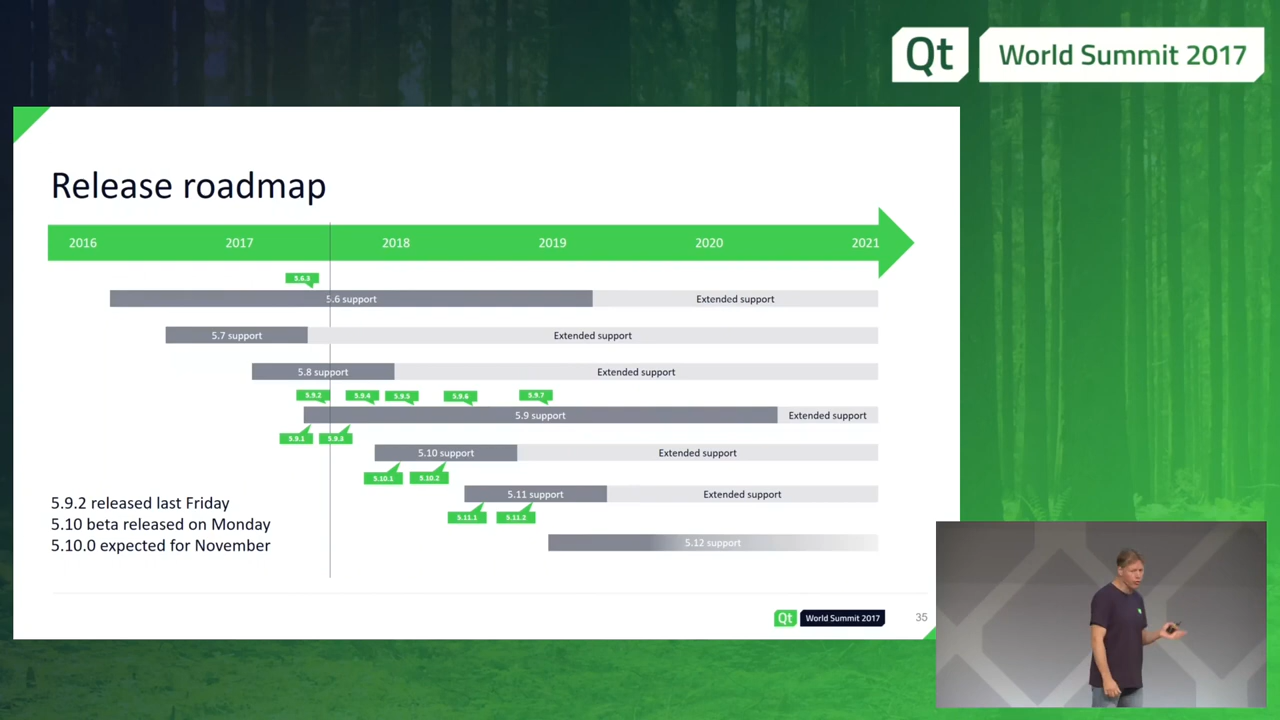 Qt World Summit 2017
Release roadmap
2016 2017 2018 2019 2020 2021
5.6.3
5.6 support Extended support
5.7 support Extended support
5.8 support Extended support
5.9.2 5.9.4 5.9.5 5.9.6 5.9.7
5.9 support Extended support
5.9.1 5.9.3
5.10 support Extended support
5.10.1 5.10.2
5.11 support Extended support
5.11.1 5.11.2
5.12 support
5.9.2 released last Friday
5.10 beta released on Monday
5.10.0 expected for November
Qt World Summit 2017 35